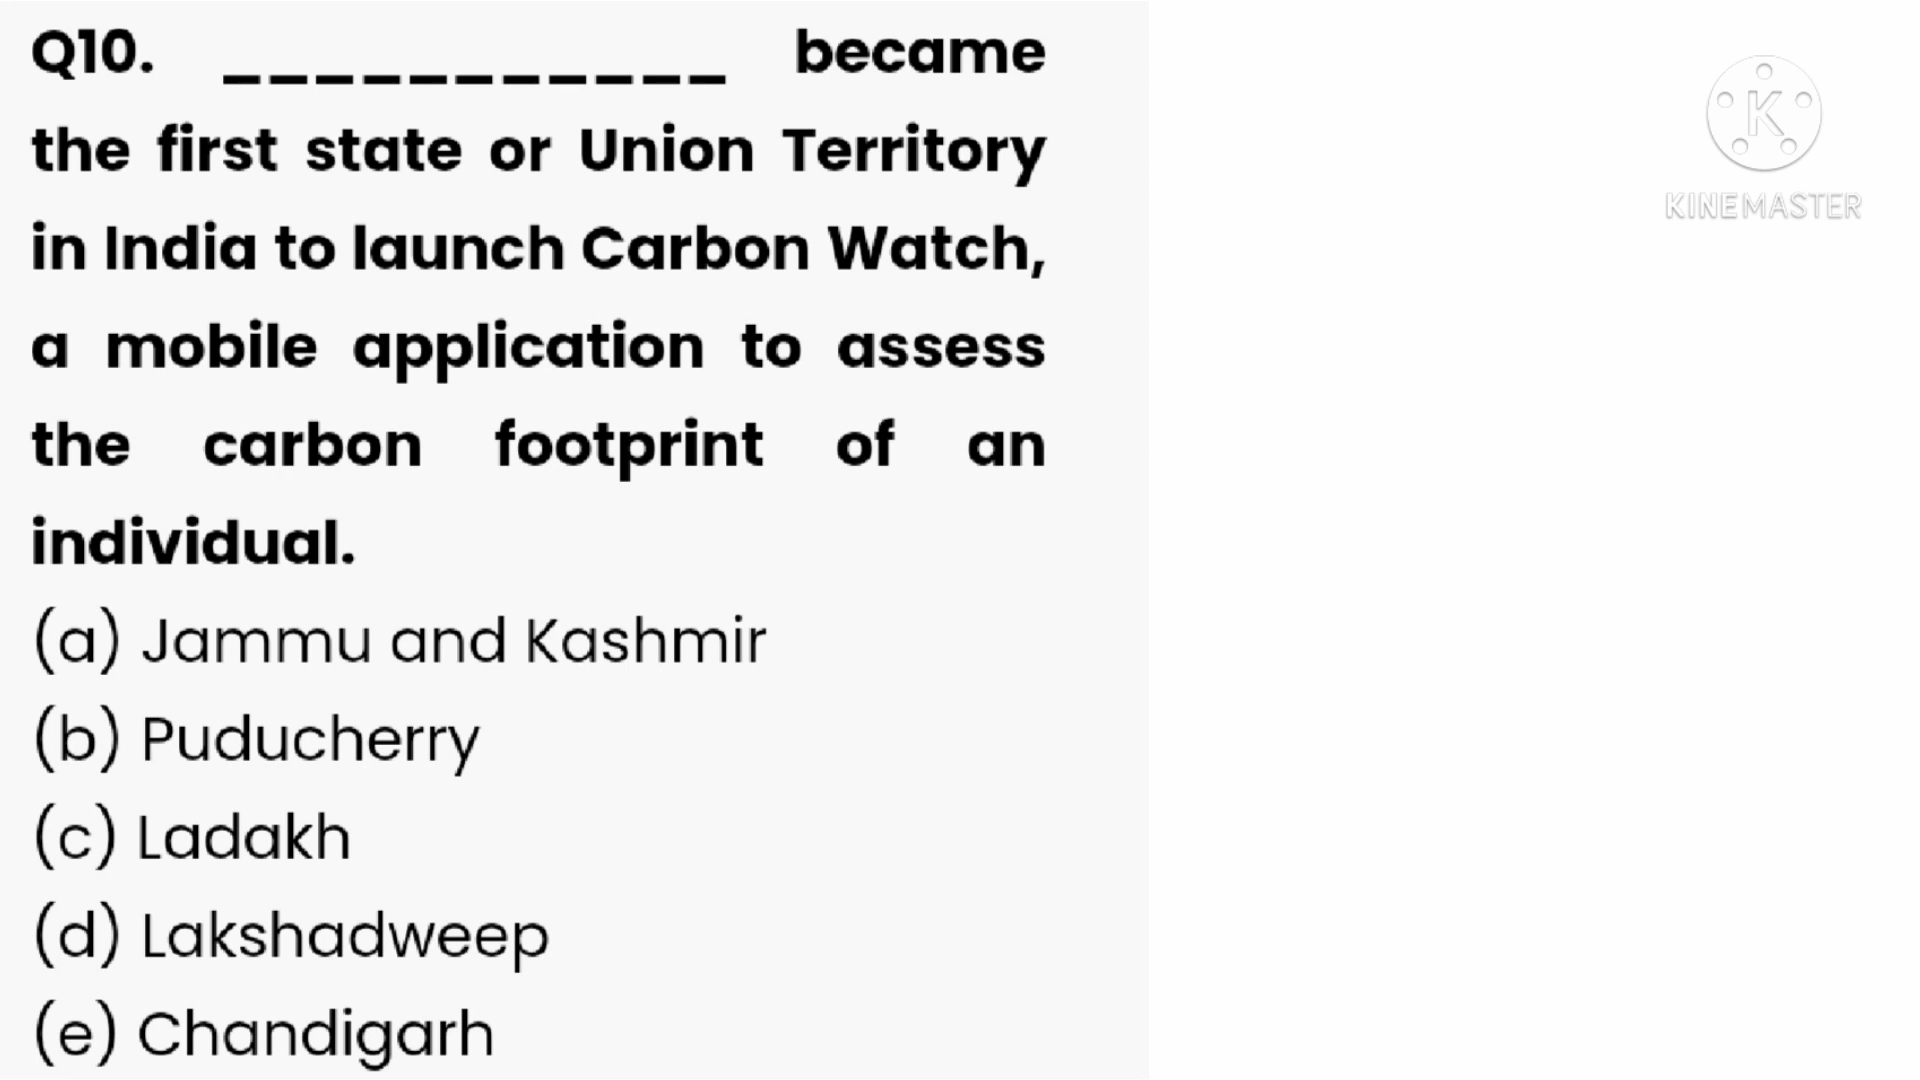 Q10. ___________ became
the first state or Union Territory
in India to launch Carbon Watch,
a mobile application to assess
the carbon footprint of an
individual.
(a) Jammu and Kashmir
(b) Puducherry
(c) Ladakh
(d) Lakshadweep
(e) Chandigarh
K
KINEMASTER